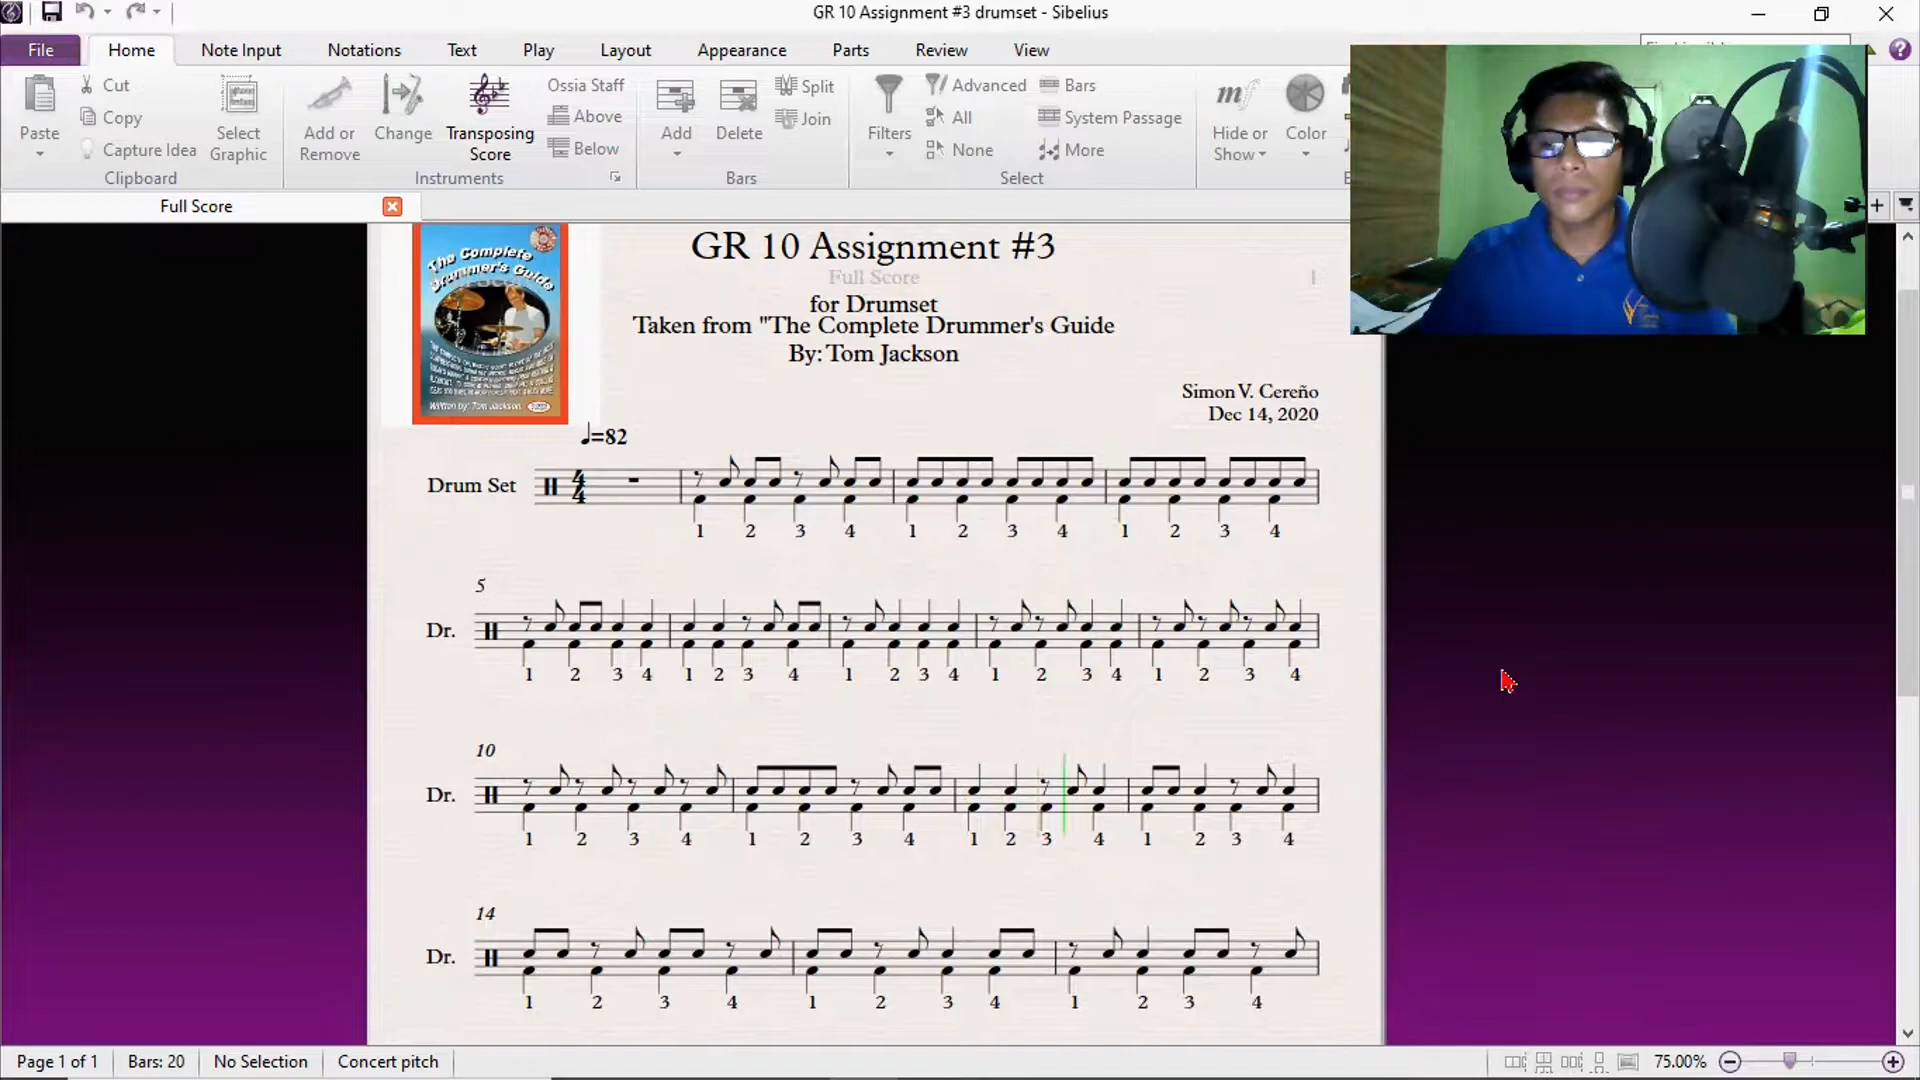 GR 10 Assignment #3 drumset - Sibelius
File Home Note Input Notations Text Play Layout Appearance Parts Review View
Paste
Cut
Copy
Capture Idea
Select Graphic
Clipboard
Add or Remove
Change
Transposing Score
Ossia Staff
Above
Below
Instruments
Add
Delete
Split
Join
Bars
Filters
Advanced
All
None
Bars
System Passage
More
Select
Hide or Show
Color
Full Score
The Complete
Drummer's Guide
Written by: Tom Jackson
GR 10 Assignment #3
Full Score
1
for Drumset
Taken from "The Complete Drummer's Guide
By: Tom Jackson
Simon V. Cereño
Dec 14, 2020
=82
Drum Set
4
4
1 2 3 4 1 2 3 4 1 2 3 4
5
Dr.
1 2 3 4 1 2 3 4 1 2 3 4 1 2 3 4 1 2 3 4
10
Dr.
1 2 3 4 1 2 3 4 1 2 3 4 1 2 3 4
14
Dr.
1 2 3 4 1 2 3 4 1 2 3 4
Page 1 of 1 Bars: 20 No Selection Concert pitch 75.00%